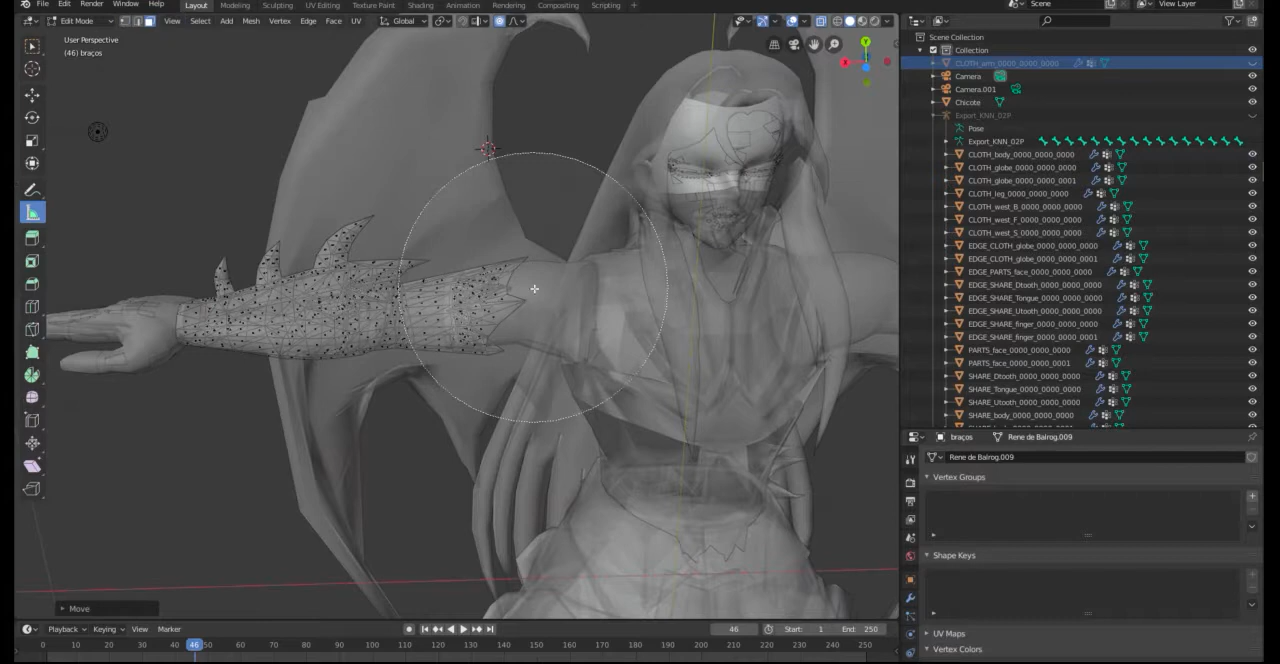 File Edit Render Window Help Layout Modeling Sculpting UV Editing Texture Paint Shading Animation Rendering Compositing Scripting + Scene View Layer
Edit Mode View Select Add Mesh Vertex Edge Face UV Global
User Perspective
(46) braços
Scene Collection
Collection
CLOTH_arm_0000_0000_0000
Camera
Camera.001
Chicote
Export_KNN_02P
Pose
Export_KNN_02P
CLOTH_body_0000_0000_0000
CLOTH_globe_0000_0000_0000
CLOTH_globe_0000_0000_0001
CLOTH_leg_0000_0000_0000
CLOTH_west_B_0000_0000_0000
CLOTH_west_F_0000_0000_0000
CLOTH_west_S_0000_0000_0000
EDGE_CLOTH_globe_0000_0000_0000
EDGE_CLOTH_globe_0000_0000_0001
EDGE_PARTS_face_0000_0000_0000
EDGE_SHARE_Dtooth_0000_0000_0000
EDGE_SHARE_Tongue_0000_0000_0000
EDGE_SHARE_Utooth_0000_0000_0000
EDGE_SHARE_finger_0000_0000_0000
EDGE_SHARE_finger_0000_0000_0001
PARTS_face_0000_0000_0000
PARTS_face_0000_0000_0001
SHARE_Dtooth_0000_0000_0000
SHARE_Tongue_0000_0000_0000
SHARE_Utooth_0000_0000_0000
SHARE_body_0000_0000_0000
braços Rene de Balrog.009
Rene de Balrog.009
Vertex Groups
Shape Keys
UV Maps
Vertex Colors
Move
Playback Keying View Marker 46 Start: 1 End: 250
0 10 20 30 40 46 50 60 70 80 90 100 110 120 130 140 150 160 170 180 190 200 210 220 230 240 250